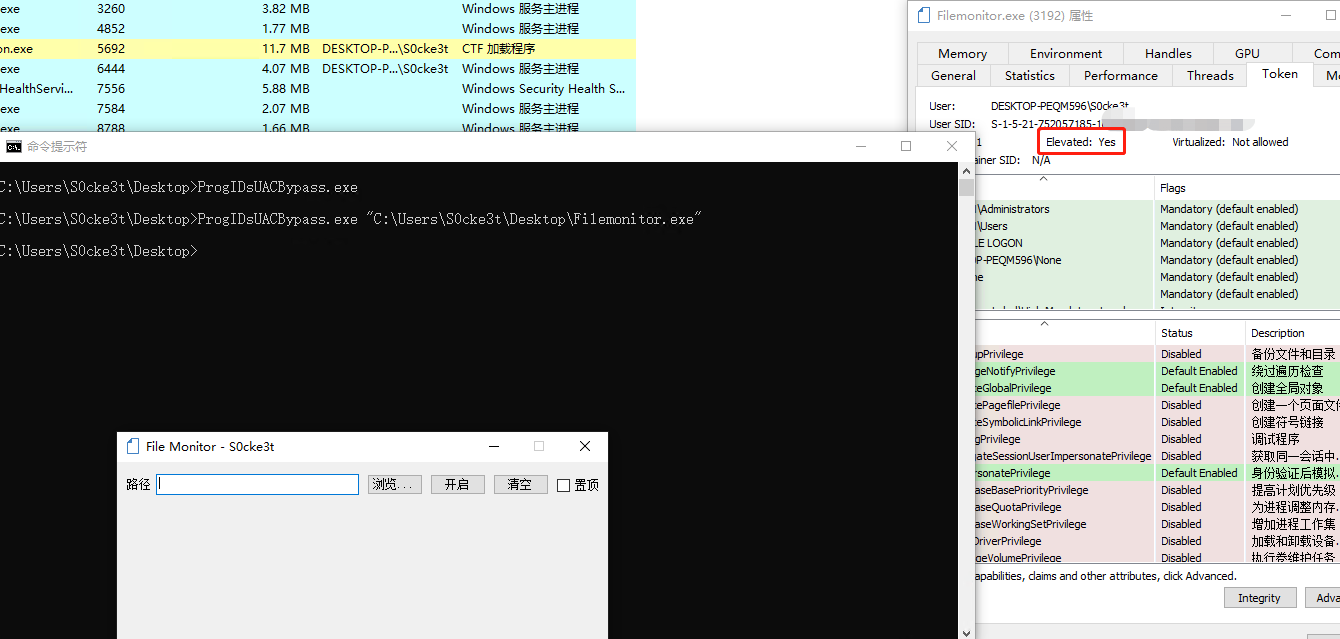 .exe 3260 3.82 MB Windows 服务主进程
.exe 4852 1.77 MB Windows 服务主进程
on.exe 5692 11.7 MB DESKTOP-P...\S0cke3t CTF 加载程序
.exe 6444 4.07 MB DESKTOP-P...\S0cke3t Windows 服务主进程
HealthServi... 7556 5.88 MB Windows Security Health S...
.exe 7584 2.07 MB Windows 服务主进程
.exe 8788 1.66 MB Windows 服务主进程
命令提示符
C:\Users\S0cke3t\Desktop>ProgIDsUACBypass.exe
C:\Users\S0cke3t\Desktop>ProgIDsUACBypass.exe "C:\Users\S0cke3t\Desktop\Filemonitor.exe"
C:\Users\S0cke3t\Desktop>
File Monitor - S0cke3t
路径 浏览... 开启 清空 置顶
Filemonitor.exe (3192) 属性
Memory Environment Handles GPU Com
General Statistics Performance Threads Token Mo
User: DESKTOP-PEQM596\S0cke3t
User SID: S-1-5-21-752057185-1
1 Elevated: Yes Virtualized: Not allowed
ainer SID: N/A
Flags
\Administrators Mandatory (default enabled)
\Users Mandatory (default enabled)
LE LOGON Mandatory (default enabled)
OP-PEQM596\None Mandatory (default enabled)
ne Mandatory (default enabled)
Mandatory (default enabled)
Status Description
upPrivilege Disabled 备份文件和目录
geNotifyPrivilege Default Enabled 绕过遍历检查
teGlobalPrivilege Default Enabled 创建全局对象
tePagefilePrivilege Disabled 创建一个页面文件
teSymbolicLinkPrivilege Disabled 创建符号链接
gPrivilege Disabled 调试程序
gateSessionUserImpersonatePrivilege Disabled 获取同一会话中.
rsonatePrivilege Default Enabled 身份验证后模拟.
aseBasePriorityPrivilege Disabled 提高计划优先级
aseQuotaPrivilege Disabled 为进程调整内存.
aseWorkingSetPrivilege Disabled 增加进程工作集
DriverPrivilege Disabled 加载和卸载设备.
geVolumePrivilege Disabled 执行卷维护任务
apabilities, claims and other attributes, click Advanced.
Integrity Adva